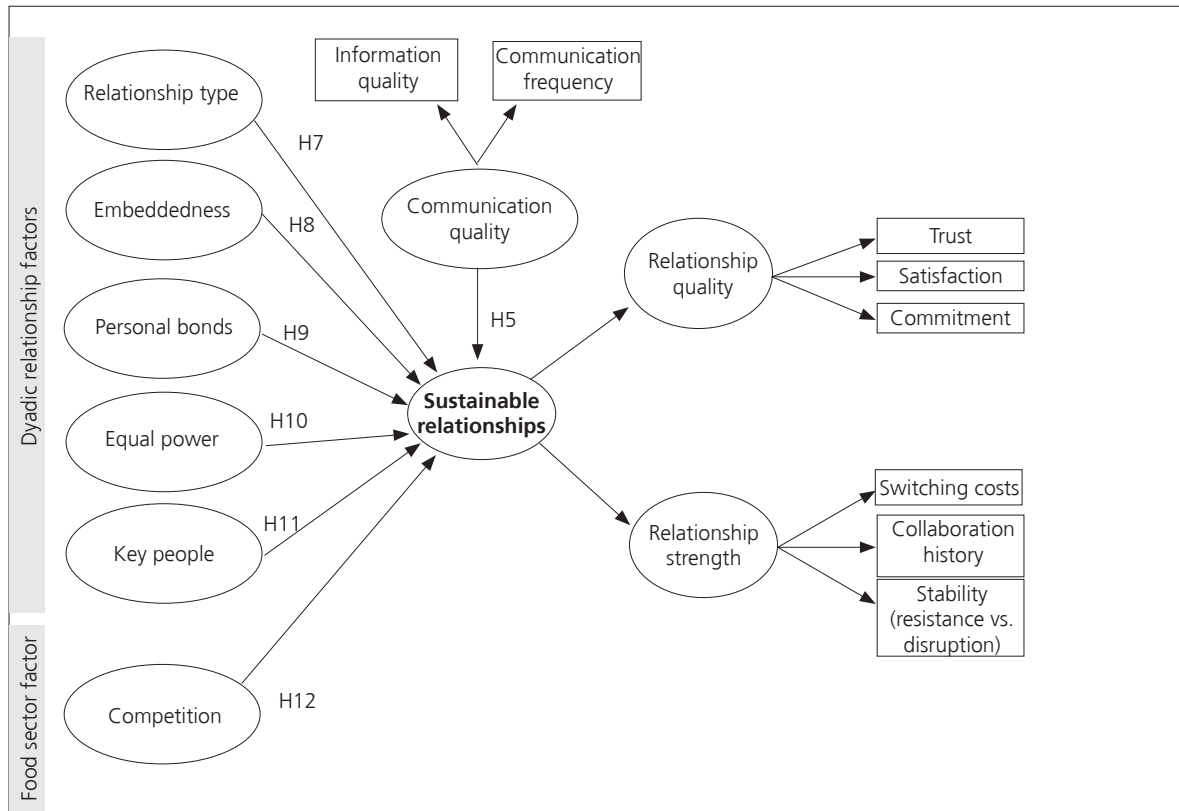 Dyadic relationship factors
Food sector factor
Relationship type
Embeddedness
Personal bonds
Equal power
Key people
Competition
H7
H8
H9
H10
H11
H12
Information
quality
Communication
frequency
Communication
quality
H5
Sustainable
relationships
Relationship
quality
Trust
Satisfaction
Commitment
Relationship
strength
Switching costs
Collaboration
history
Stability
(resistance vs.
disruption)